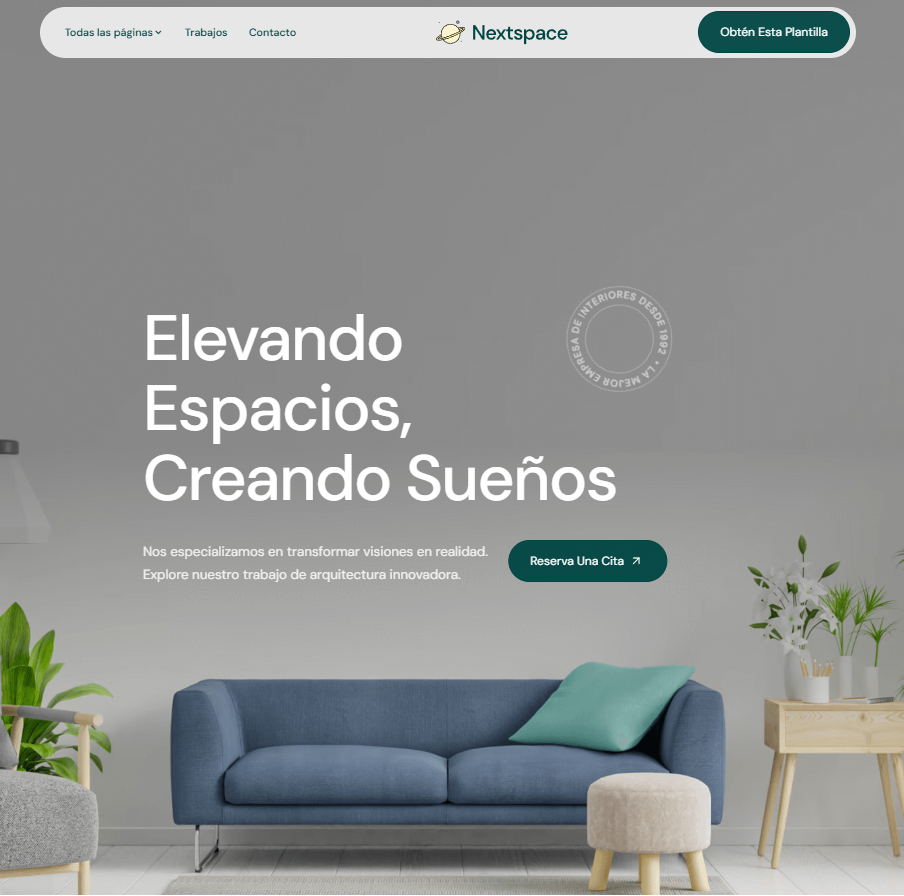 Todas las páginas
Trabajos
Contacto
Nextspace
Obtén Esta Plantilla
LA MEJOR EMPRESA DE INTERIORES DESDE 1992 •
Elevando
Espacios,
Creando Sueños
Nos especializamos en transformar visiones en realidad.
Explore nuestro trabajo de arquitectura innovadora.
Reserva Una Cita